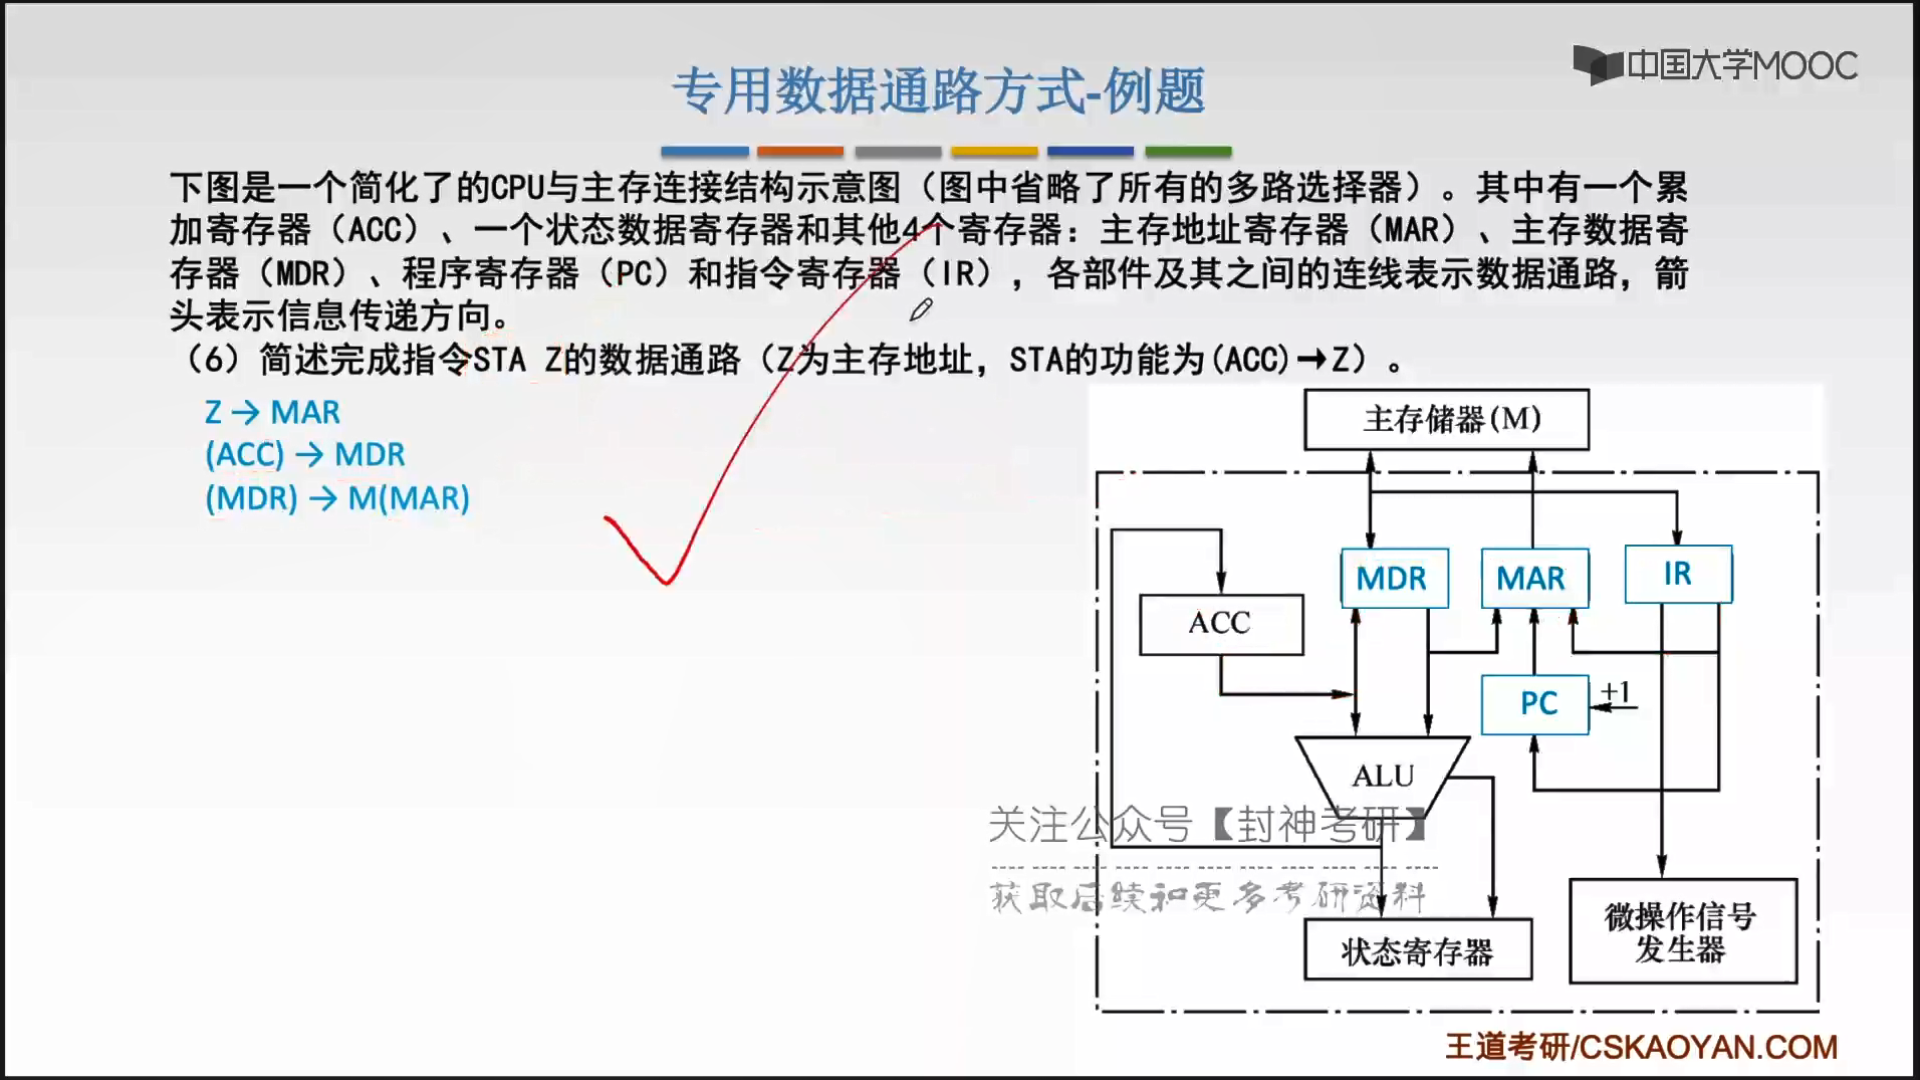 专用数据通路方式-例题
中国大学MOOC
下图是一个简化了的CPU与主存连接结构示意图（图中省略了所有的多路选择器）。其中有一个累
加寄存器（ACC）、一个状态数据寄存器和其他4个寄存器：主存地址寄存器（MAR）、主存数据寄
存器（MDR）、程序寄存器（PC）和指令寄存器（IR），各部件及其之间的连线表示数据通路，箭
头表示信息传递方向。
（6）简述完成指令STA Z的数据通路（Z为主存地址，STA的功能为(ACC)→Z）。
Z → MAR
(ACC) → MDR
(MDR) → M(MAR)
主存储器(M)
MDR
MAR
IR
ACC
PC
+1
ALU
关注公众号【封神考研】
获取后续和更多考研资料
状态寄存器
微操作信号
发生器
王道考研/CSKAOYAN.COM